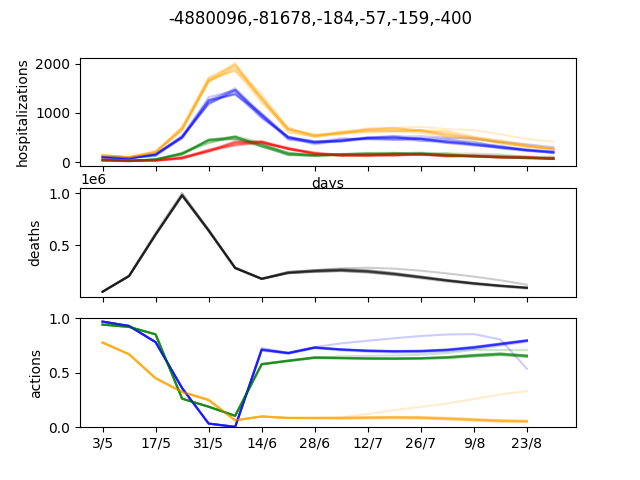 -4880096,-81678,-184,-57,-159,-400
2000
1000
0
hospitalizations
days
1e6
1.0
0.5
deaths
1.0
0.5
0.0
actions
3/5 17/5 31/5 14/6 28/6 12/7 26/7 9/8 23/8